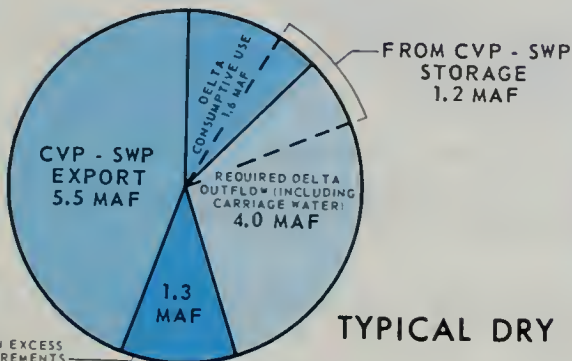 FROM CVP - SWP
STORAGE
1.2 MAF
DELTA
CONSUMPTIVE USE
1.6 MAF
CVP - SWP
EXPORT
5.5 MAF
REQUIRED DELTA
OUTFLOW (INCLUDING
CARRIAGE WATER)
4.0 MAF
1.3
MAF
TYPICAL DRY
EXCESS